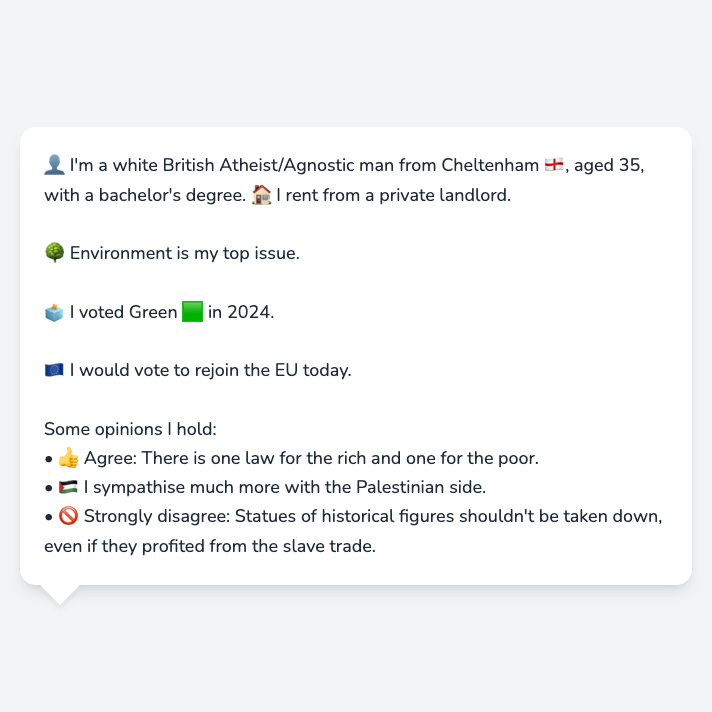 👤 I'm a white British Atheist/Agnostic man from Cheltenham 🏴󠁧󠁢󠁥󠁮󠁧󠁿, aged 35,
with a bachelor's degree. 🏠 I rent from a private landlord.
🌳 Environment is my top issue.
🗳️ I voted Green 🟩 in 2024.
🇪🇺 I would vote to rejoin the EU today.
Some opinions I hold:
• 👍 Agree: There is one law for the rich and one for the poor.
• 🇵🇸 I sympathise much more with the Palestinian side.
• 🚫 Strongly disagree: Statues of historical figures shouldn't be taken down,
even if they profited from the slave trade.